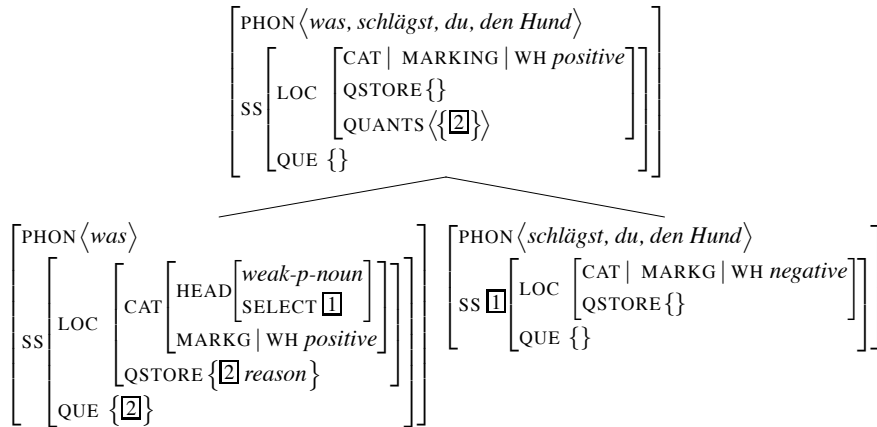 PHON ⟨was, schlägst, du, den Hund⟩
SS
LOC
CAT | MARKING | WH positive
QSTORE {}
QUANTS ⟨{2}⟩
QUE {}
PHON ⟨was⟩
SS
LOC
CAT
HEAD
weak-p-noun
SELECT 1
MARKG | WH positive
QSTORE {2 reason}
QUE {2}
PHON ⟨schlägst, du, den Hund⟩
SS 1
LOC
CAT | MARKG | WH negative
QSTORE {}
QUE {}